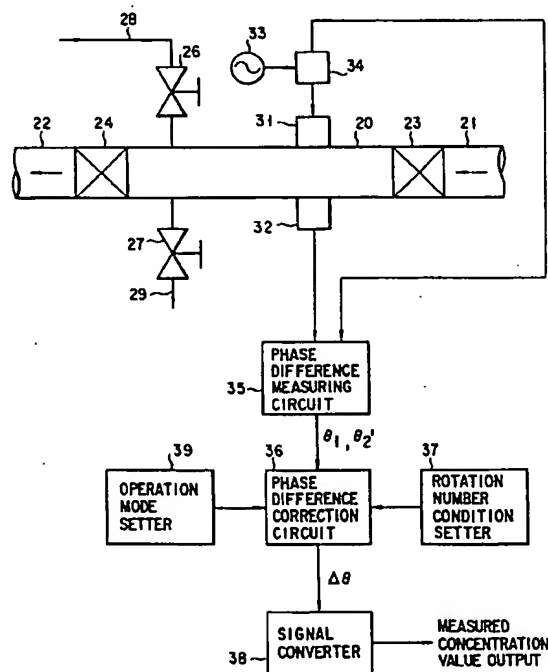 28
26
33
34
31
20
22
24
23
21
32
27
29
PHASE
DIFFERENCE
MEASURING
CIRCUIT
35
θ1, θ2'
39
36
37
OPERATION
MODE
SETTER
PHASE
DIFFERENCE
CORRECTION
CIRCUIT
ROTATION
NUMBER
CONDITION
SETTER
Δθ
SIGNAL
CONVERTER
38
MEASURED
CONCENTRATION
VALUE OUTPUT